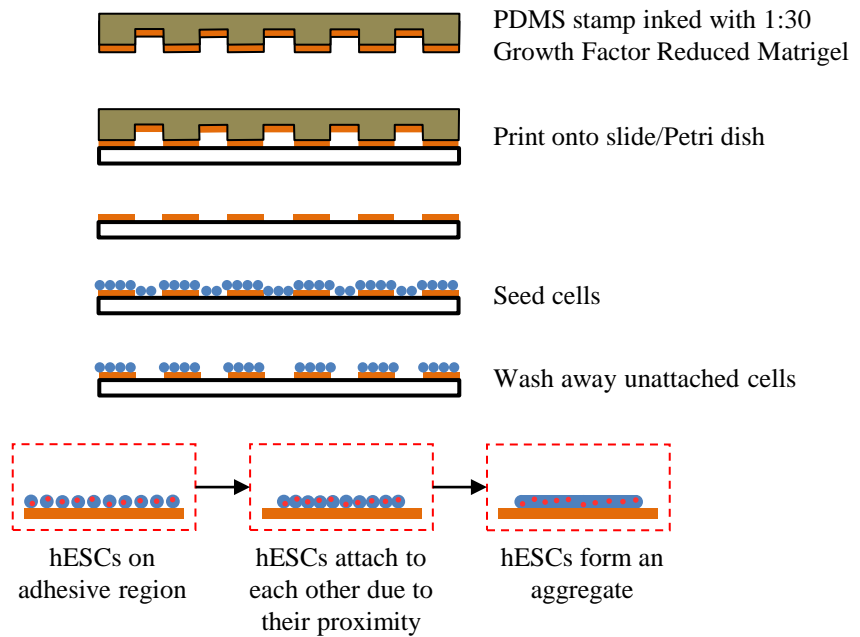 PDMS stamp inked with 1:30
Growth Factor Reduced Matrigel
Print onto slide/Petri dish
Seed cells
Wash away unattached cells
hESCs on
adhesive region
hESCs attach to
each other due to
their proximity
hESCs form an
aggregate